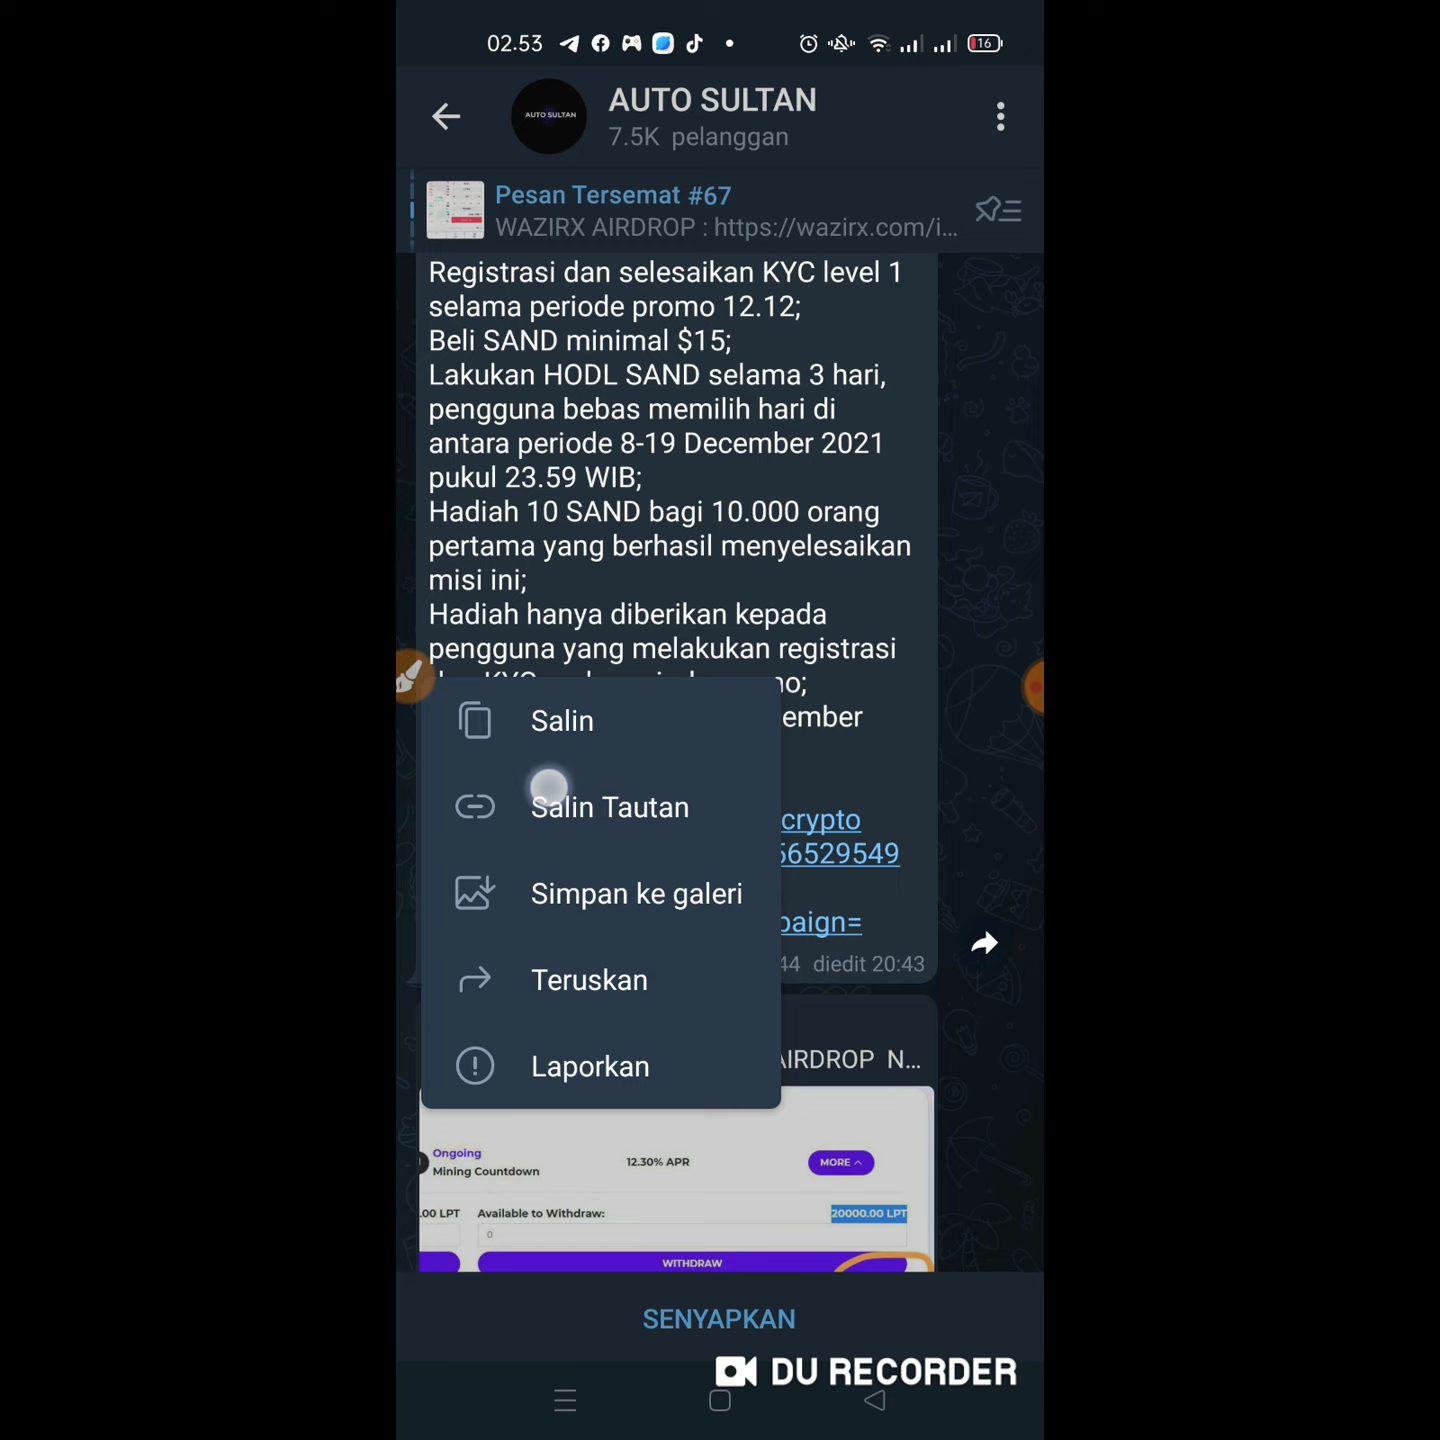 02.53
16
AUTO SULTAN
AUTO SULTAN
7.5K pelanggan
Pesan Tersemat #67
WAZIRX AIRDROP : https://wazirx.com/i...
Registrasi dan selesaikan KYC level 1
selama periode promo 12.12;
Beli SAND minimal $15;
Lakukan HODL SAND selama 3 hari,
pengguna bebas memilih hari di
antara periode 8-19 December 2021
pukul 23.59 WIB;
Hadiah 10 SAND bagi 10.000 orang
pertama yang berhasil menyelesaikan
misi ini;
Hadiah hanya diberikan kepada
pengguna yang melakukan registrasi
no;
ember
Salin
Salin Tautan
crypto
56529549
Simpan ke galeri
paign=
44 diedit 20:43
Teruskan
Laporkan
AIRDROP N...
Ongoing
Mining Countdown
12.30% APR
MORE
.00 LPT
Available to Withdraw:
20000.00 LPT
0
WITHDRAW
SENYAPKAN
DU RECORDER